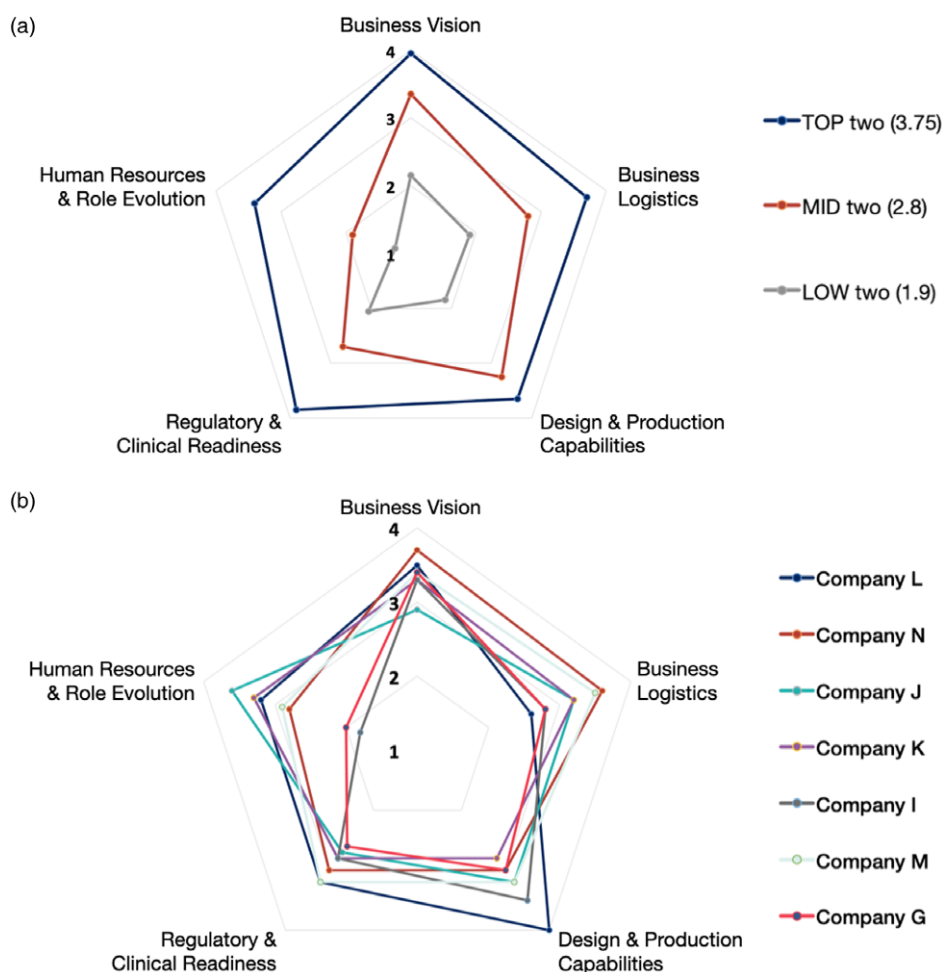 (a)
Business Vision
4
3
2
1
Human Resources
& Role Evolution
Business
Logistics
Regulatory &
Clinical Readiness
Design & Production
Capabilities
TOP two (3.75)
MID two (2.8)
LOW two (1.9)
(b)
Business Vision
4
3
2
1
Human Resources
& Role Evolution
Business
Logistics
Regulatory &
Clinical Readiness
Design & Production
Capabilities
Company L
Company N
Company J
Company K
Company I
Company M
Company G